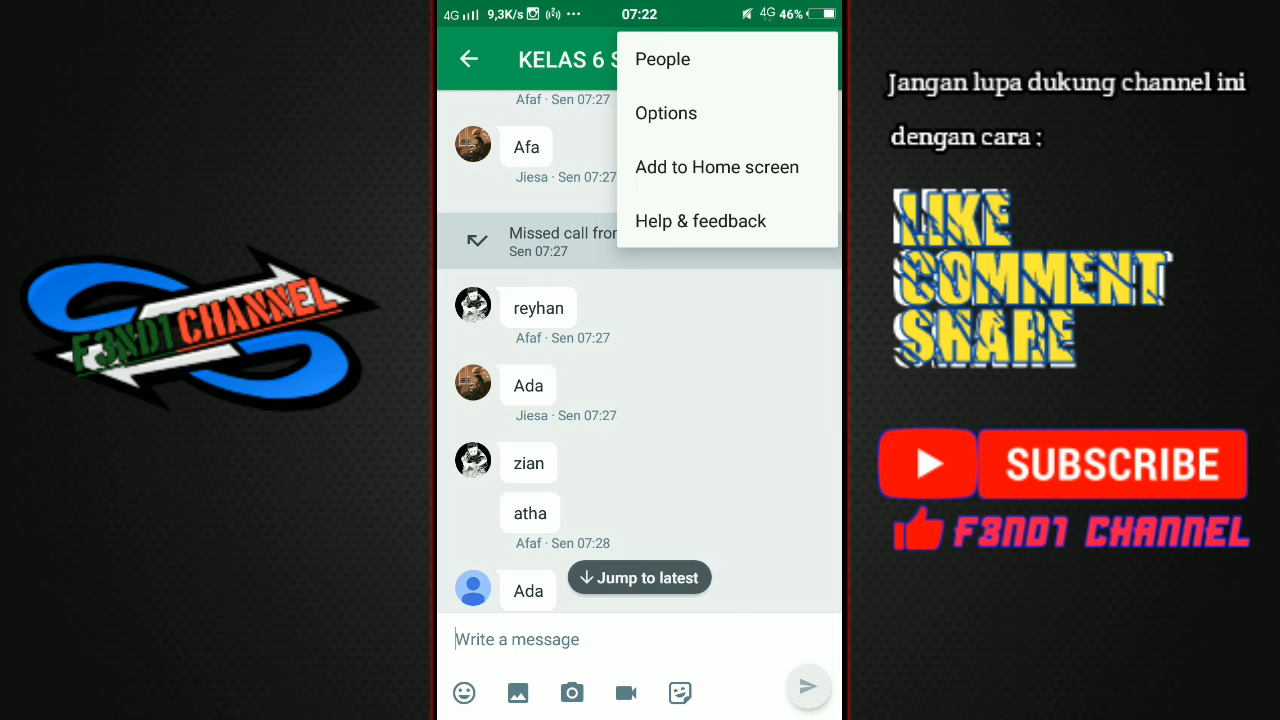 4G 9,3K/s ••• 07:22 4G 46%
KELAS 6 S
People
Options
Add to Home screen
Help & feedback
Afaf · Sen 07:27
Afa
Jiesa · Sen 07:27
Missed call from
Sen 07:27
reyhan
Afaf · Sen 07:27
Ada
Jiesa · Sen 07:27
zian
atha
Afaf · Sen 07:28
Ada
Jump to latest
Write a message
F3ND1 CHANNEL
Jangan lupa dukung channel ini
dengan cara :
LIKE
COMMENT
SHARE
SUBSCRIBE
F3ND1 CHANNEL